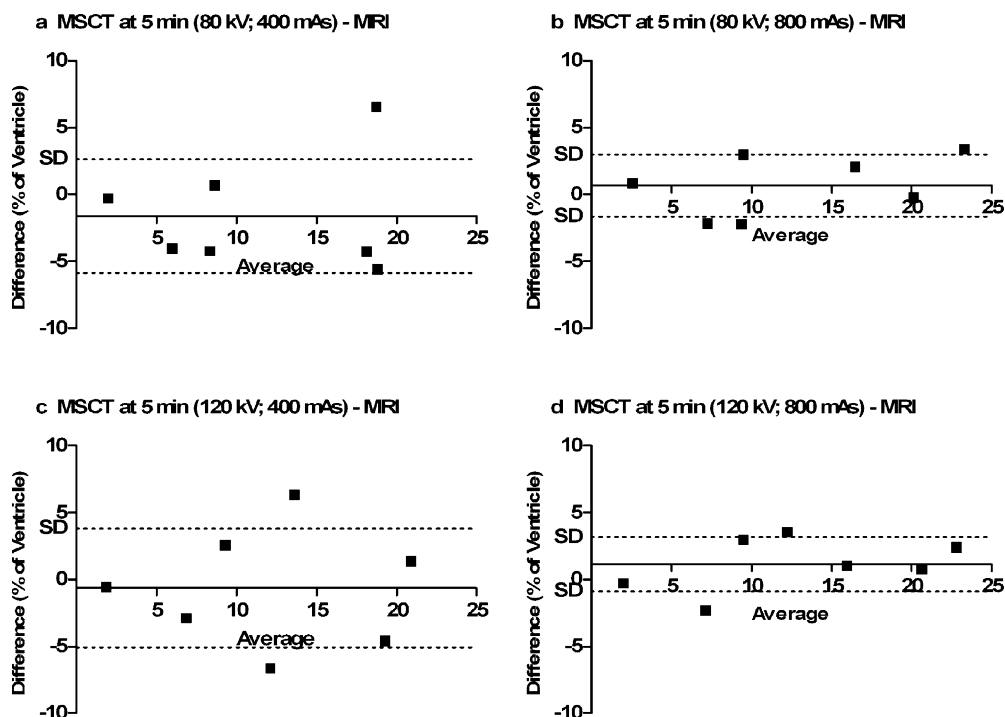 a MSCT at 5 min (80 kV; 400 mAs) - MRI
Difference (% of Ventricle)
10
5
SD
0
-5
-10
5 10 15 20 25
Average
b MSCT at 5 min (80 kV; 800 mAs) - MRI
Difference (% of Ventricle)
10
5
SD
0
SD
-5
-10
5 10 15 20 25
Average
c MSCT at 5 min (120 kV; 400 mAs) - MRI
Difference (% of Ventricle)
10
5
SD
0
-5
-10
5 10 15 20 25
Average
d MSCT at 5 min (120 kV; 800 mAs) - MRI
Difference (% of Ventricle)
10
5
SD
0
SD
-5
-10
5 10 15 20 25
Average